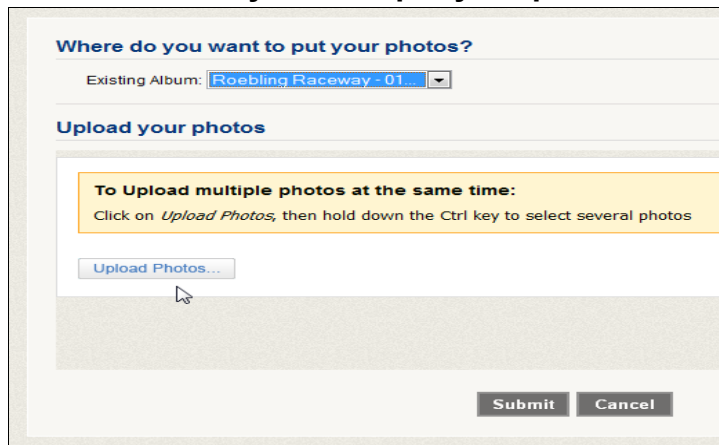 Where do you want to put your photos?
Existing Album: Roebling Raceway - 01...
Upload your photos
To Upload multiple photos at the same time:
Click on Upload Photos, then hold down the Ctrl key to select several photos
Upload Photos...
Submit Cancel